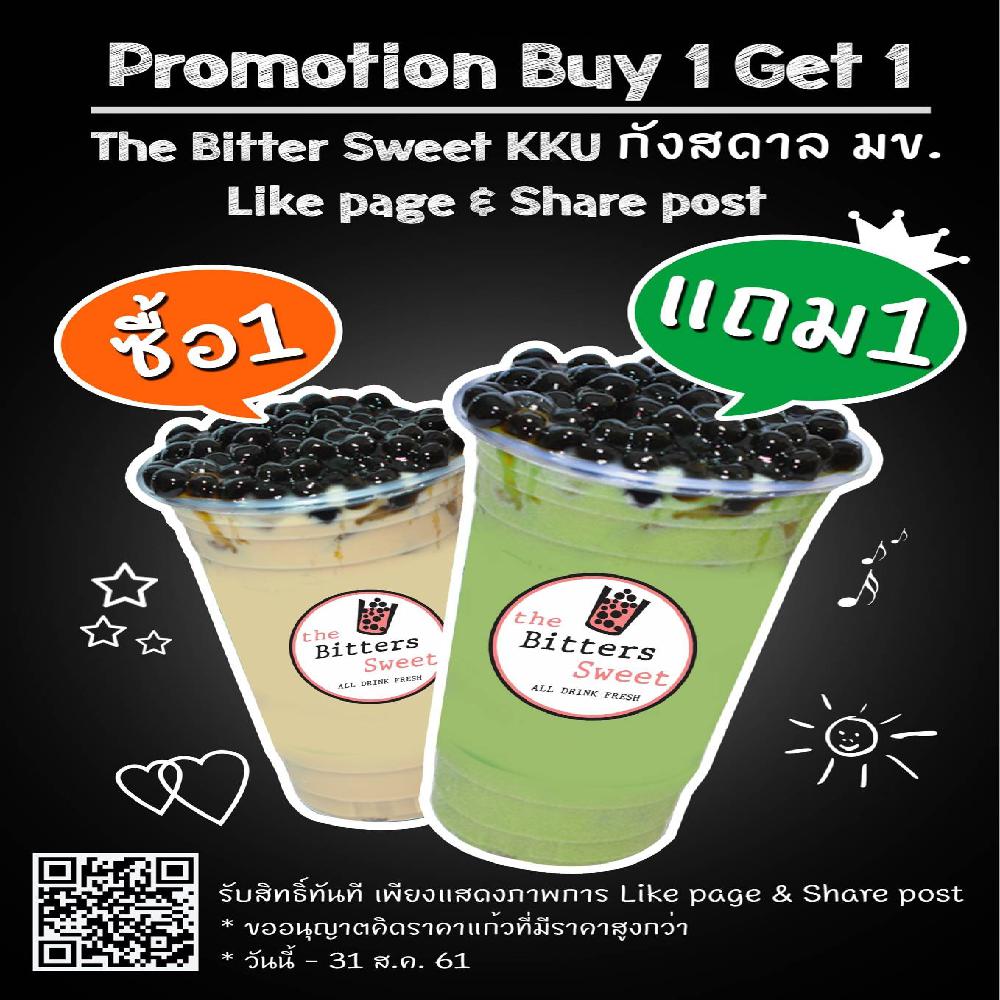 Promotion Buy 1 Get 1
The Bitter Sweet KKU กังสดาล มข.
Like page & Share post
ซื้อ1
แถม1
the
Bitters
Sweet
ALL DRINK FRESH
the
Bitters
Sweet
ALL DRINK FRESH
รับสิทธิ์ทันที เพียงแสดงภาพการ Like page & Share post
* ขออนุญาตคิดราคาแก้วที่มีราคาสูงกว่า
* วันนี้ - 31 ส.ค. 61